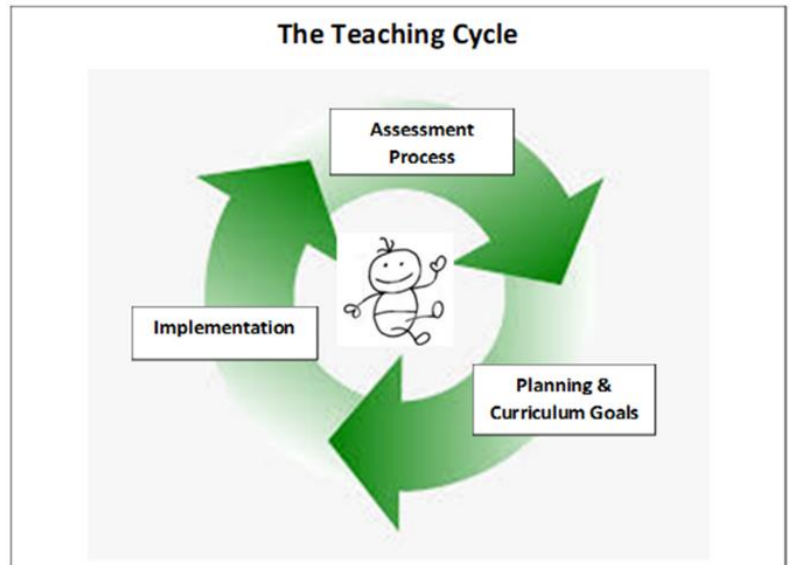 The Teaching Cycle
Assessment
Process
Implementation
Planning &
Curriculum Goals